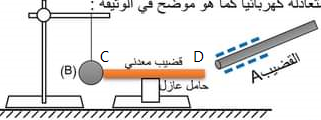 متعادلة كهربائيا كما هو موضح في الوثيقة :
C
D
(B)
قضيب معدني
حامل عازل
القضيب A